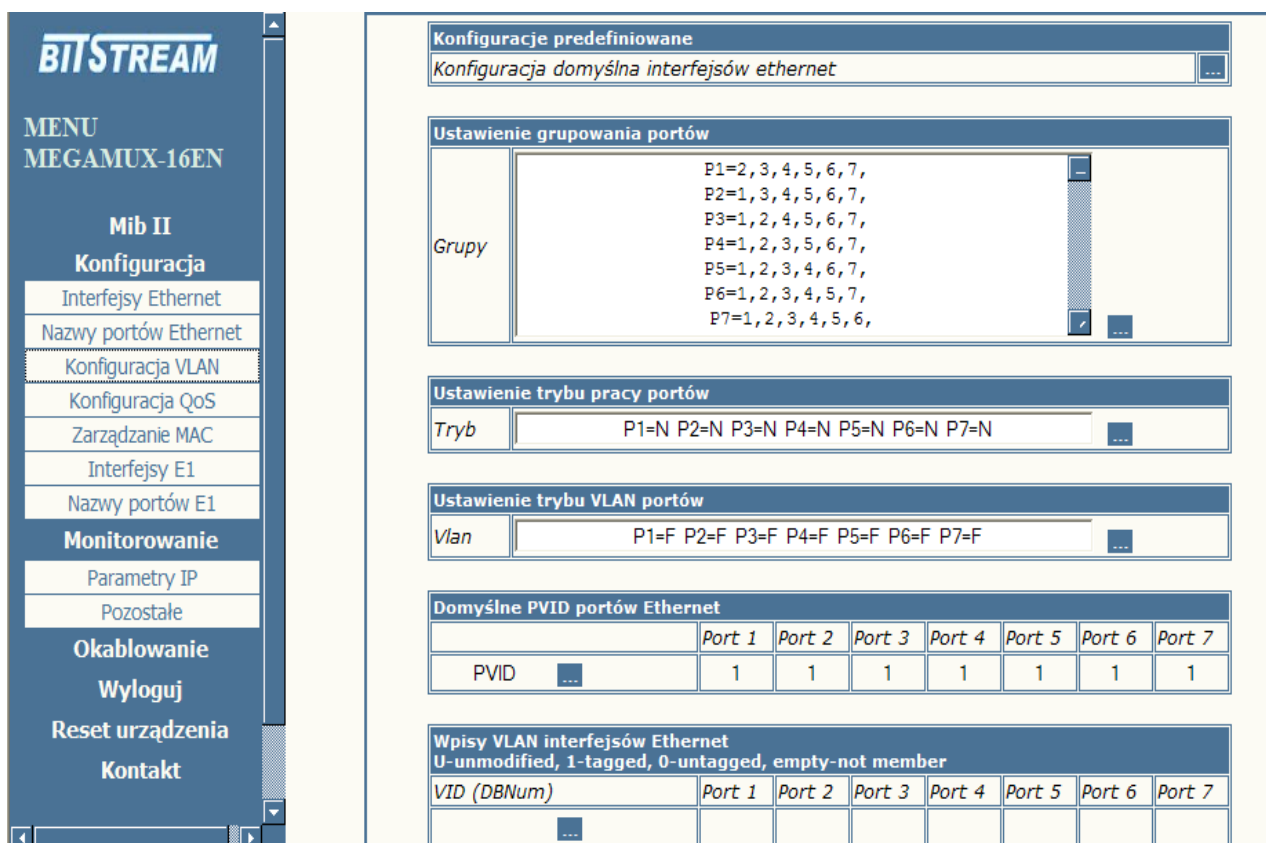 BITSTREAM
MENU
MEGAMUX-16EN
Mib II
Konfiguracja
Interfejsy Ethernet
Nazwy portów Ethernet
Konfiguracja VLAN
Konfiguracja QoS
Zarządzanie MAC
Interfejsy E1
Nazwy portów E1
Monitorowanie
Parametry IP
Pozostałe
Okablowanie
Wyloguj
Reset urządzenia
Kontakt
Konfiguracje predefiniowane
Konfiguracja domyślna interfejsów ethernet ...
Ustawienie grupowania portów
Grupy
P1=2,3,4,5,6,7,
P2=1,3,4,5,6,7,
P3=1,2,4,5,6,7,
P4=1,2,3,5,6,7,
P5=1,2,3,4,6,7,
P6=1,2,3,4,5,7,
P7=1,2,3,4,5,6,
...
Ustawienie trybu pracy portów
Tryb P1=N P2=N P3=N P4=N P5=N P6=N P7=N ...
Ustawienie trybu VLAN portów
Vlan P1=F P2=F P3=F P4=F P5=F P6=F P7=F ...
Domyślne PVID portów Ethernet
Port 1 Port 2 Port 3 Port 4 Port 5 Port 6 Port 7
PVID ... 1 1 1 1 1 1 1
Wpisy VLAN interfejsów Ethernet
U-unmodified, 1-tagged, 0-untagged, empty-not member
VID (DBNum) Port 1 Port 2 Port 3 Port 4 Port 5 Port 6 Port 7
...